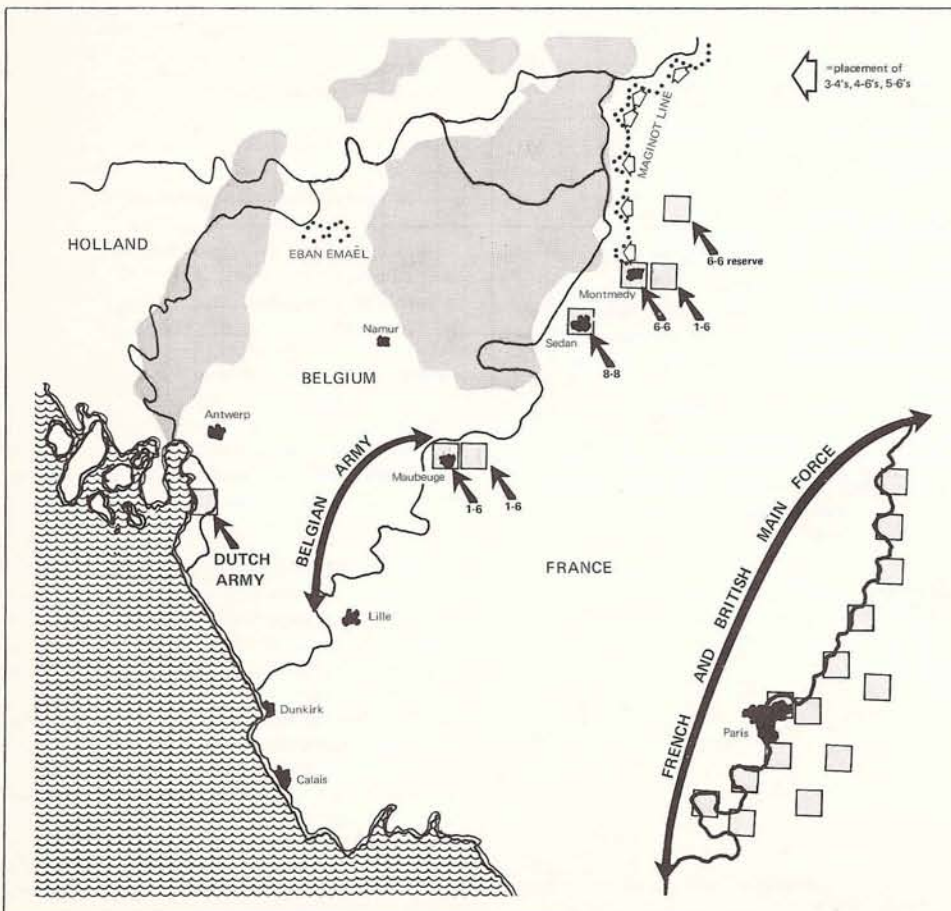 =placement of
3-4's, 4-6's, 5-6's
MAGINOT LINE
HOLLAND
EBAN EMAËL
6-6 reserve
Montmedy
6-6
1-6
Namur
Sedan
8-8
BELGIUM
Antwerp
BELGIAN ARMY
Maubeuge
1-6
1-6
DUTCH
ARMY
FRANCE
Lille
FRENCH AND BRITISH MAIN FORCE
Dunkirk
Paris
Calais